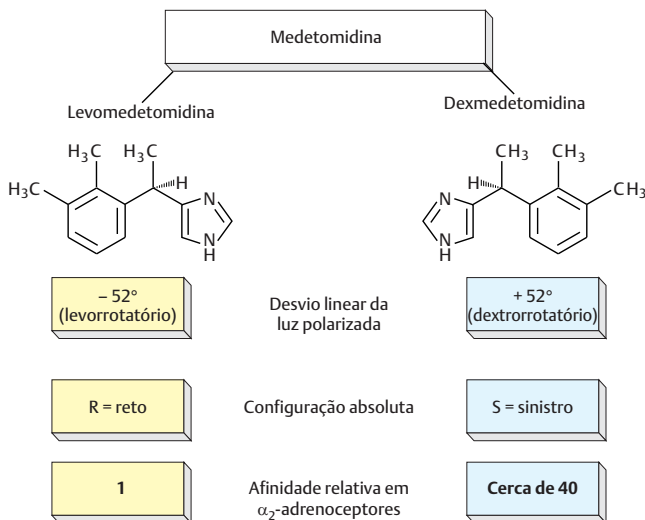 Medetomidina
Levomedetomidina
Dexmedetomidina
H₃C H₃C
H₃C
H
N
N
H
CH₃ CH₃
CH₃
H
N
N
H
– 52°
(levorrotatório)
Desvio linear da
luz polarizada
+ 52°
(dextrorrotatório)
R = reto
Configuração absoluta
S = sinistro
1
Afinidade relativa em
α₂-adrenoceptores
Cerca de 40